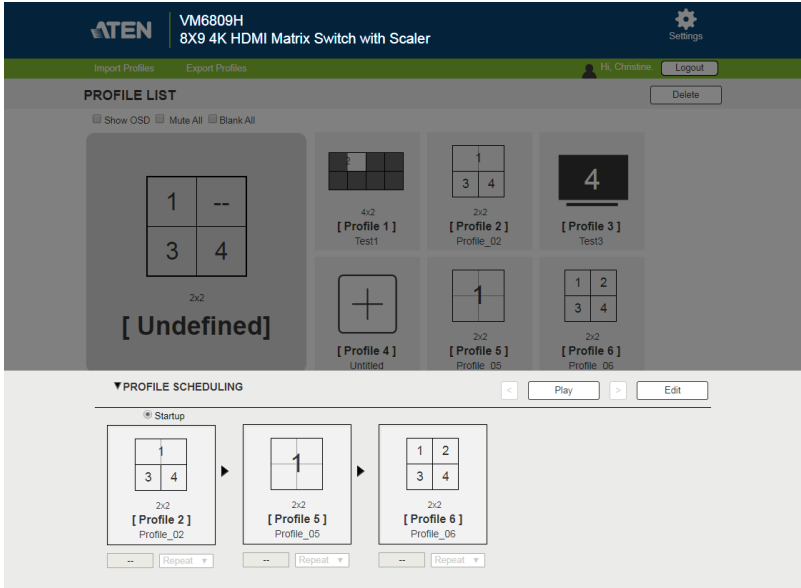 ATEN
VM6809H
8X9 4K HDMI Matrix Switch with Scaler
Settings
Import Profiles Export Profiles
Hi, Christine. Logout
PROFILE LIST
Delete
Show OSD Mute All Blank All
1 --
3 4
2x2
[ Undefined]
2
4x2
[ Profile 1 ]
Test1
1
3 4
2x2
[ Profile 2 ]
Profile_02
4
[ Profile 3 ]
Test3
[ Profile 4 ]
Untitled
1
2x2
[ Profile 5 ]
Profile_05
1 2
3 4
2x2
[ Profile 6 ]
Profile_06
▼PROFILE SCHEDULING
< Play > Edit
Startup
1
3 4
2x2
[ Profile 2 ]
Profile_02
-- Repeat ▼
1
2x2
[ Profile 5 ]
Profile_05
-- Repeat ▼
1 2
3 4
2x2
[ Profile 6 ]
Profile_06
-- Repeat ▼